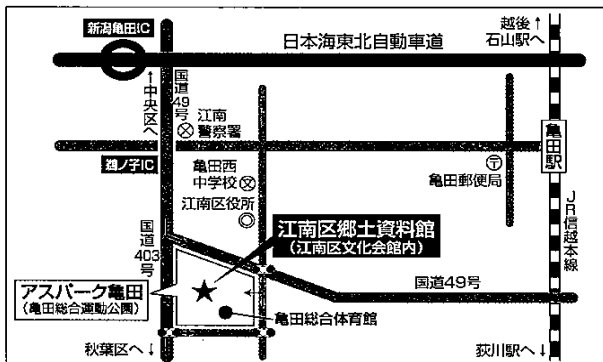 越後↑
石山駅へ
新潟亀田IC
日本海東北自動車道
↑中央区へ
国道49号
江南
警察署
亀田駅
鵜ノ子IC
亀田西
中学校
亀田郵便局
江南区役所
JR信越本線
国道
403
号
江南区郷土資料館
(江南区文化会館内)
国道49号
アスパーク亀田
(亀田総合運動公園)
亀田総合体育館
秋葉区へ↓
荻川駅へ↓